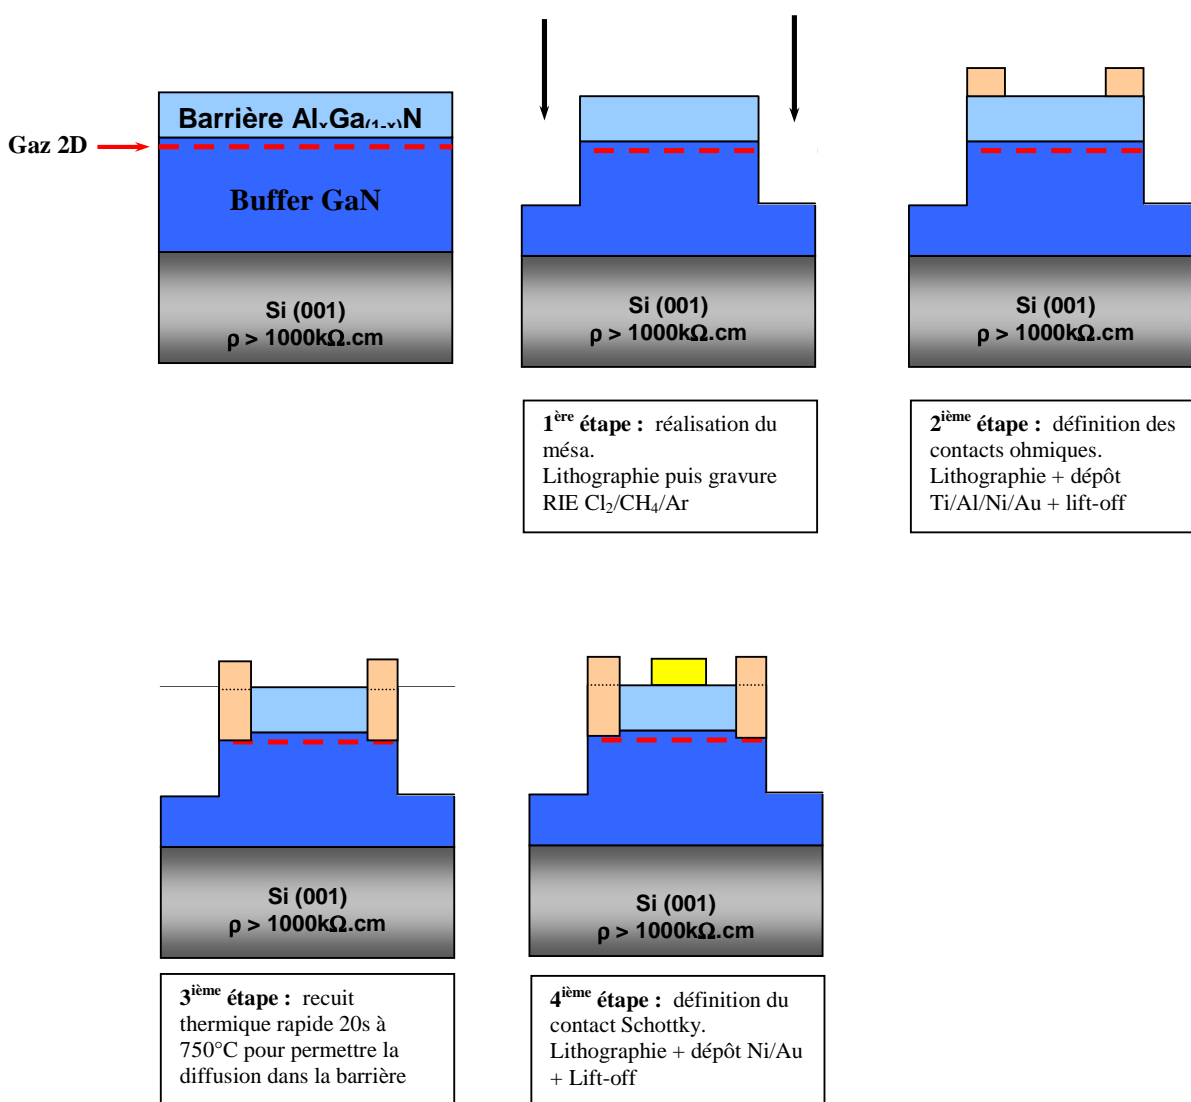 Barrière AlxGa(1-x)N
Gaz 2D
Buffer GaN
Si (001)
ρ > 1000kΩ.cm
Si (001)
ρ > 1000kΩ.cm
Si (001)
ρ > 1000kΩ.cm
1ère étape : réalisation du
mésa.
Lithographie puis gravure
RIE Cl2/CH4/Ar
2ième étape : définition des
contacts ohmiques.
Lithographie + dépôt
Ti/Al/Ni/Au + lift-off
Si (001)
ρ > 1000kΩ.cm
Si (001)
ρ > 1000kΩ.cm
3ième étape : recuit
thermique rapide 20s à
750°C pour permettre la
diffusion dans la barrière
4ième étape : définition du
contact Schottky.
Lithographie + dépôt Ni/Au
+ Lift-off